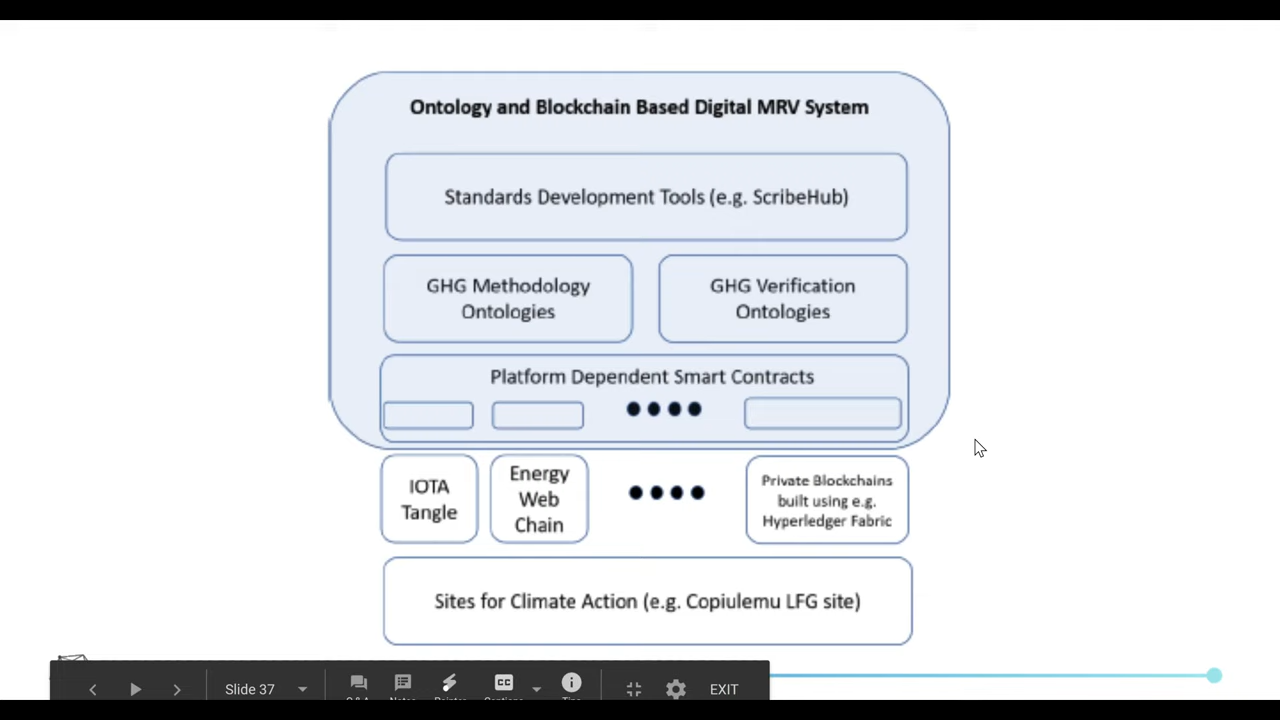 Ontology and Blockchain Based Digital MRV System
Standards Development Tools (e.g. ScribeHub)
GHG Methodology
Ontologies
GHG Verification
Ontologies
Platform Dependent Smart Contracts
IOTA
Tangle
Energy
Web
Chain
Private Blockchains
built using e.g.
Hyperledger Fabric
Sites for Climate Action (e.g. Copiulemu LFG site)
Slide 37
EXIT